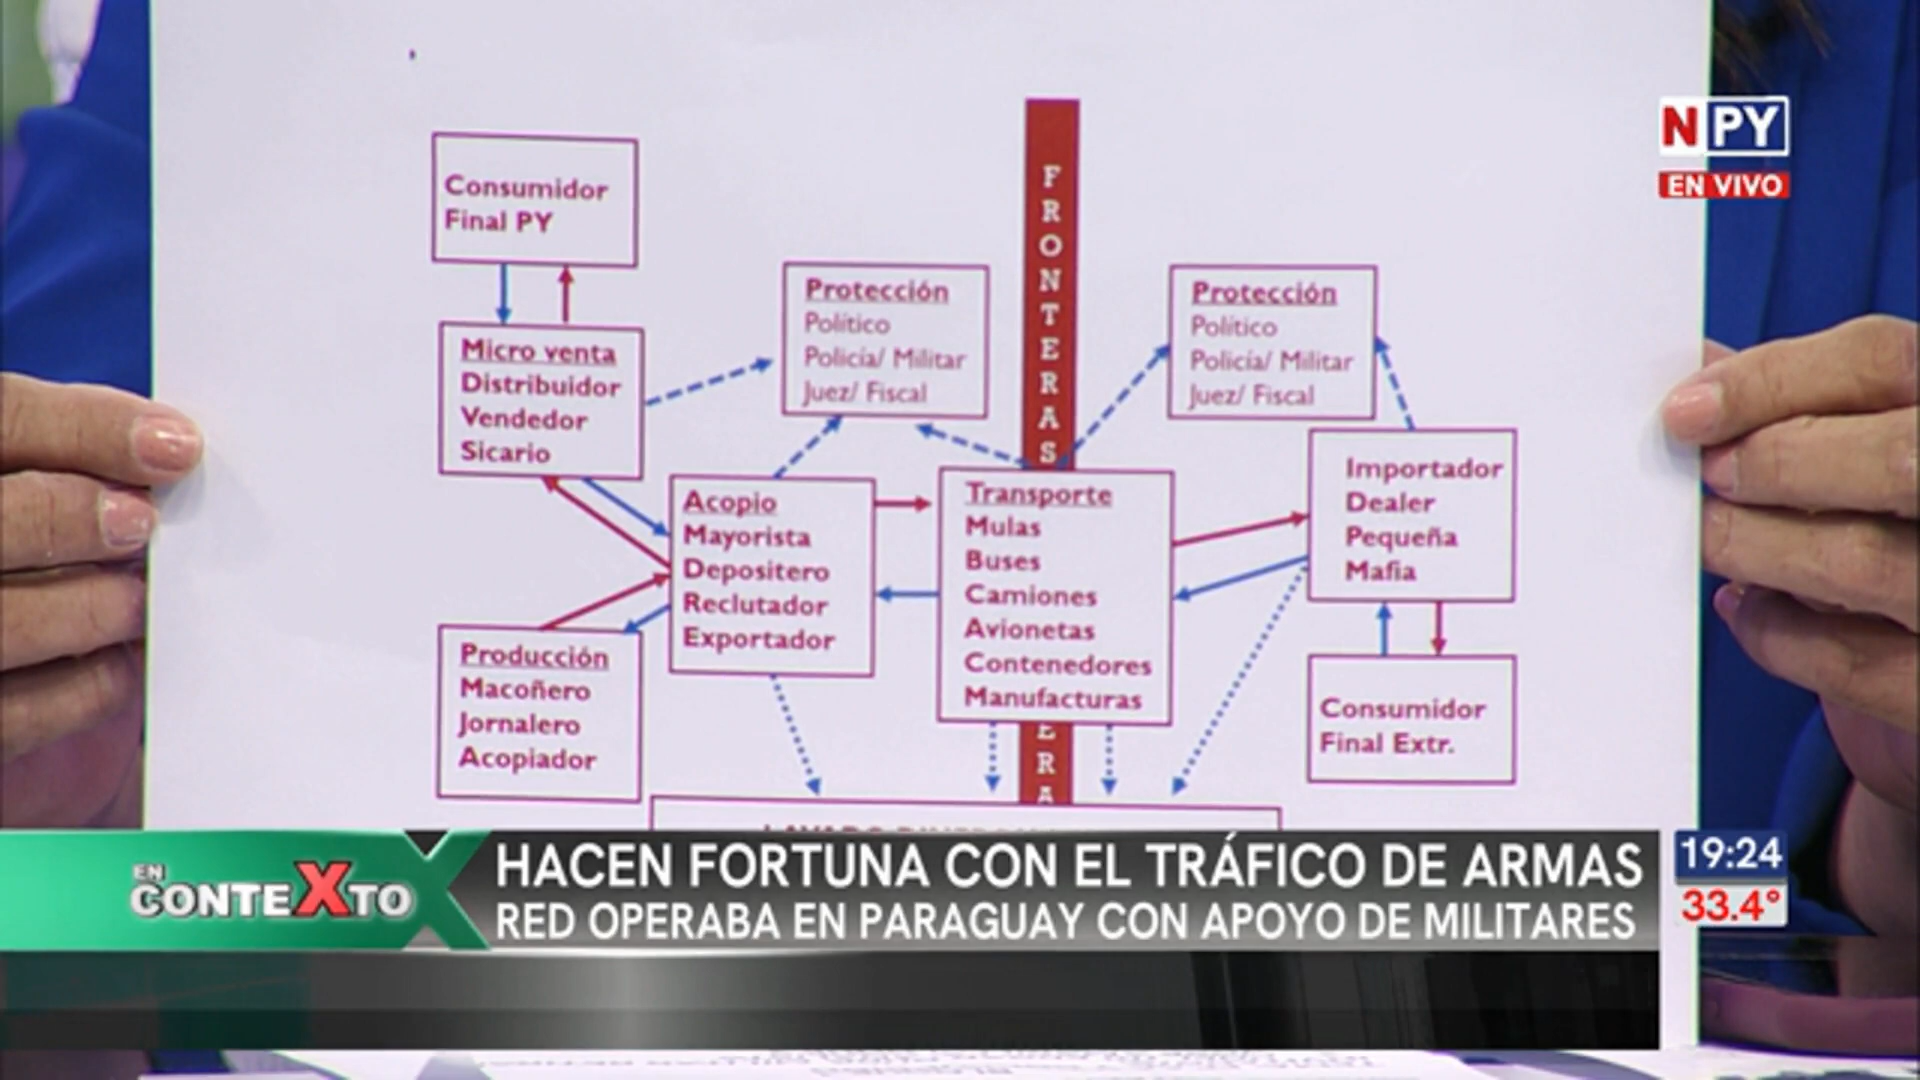 Consumidor
Final PY
Micro venta
Distribuidor
Vendedor
Sicario
Producción
Macoñero
Jornalero
Acopiador
Protección
Político
Policía/ Militar
Juez/ Fiscal
Acopio
Mayorista
Depositero
Reclutador
Exportador
FRONTERAS
Transporte
Mulas
Buses
Camiones
Avionetas
Contenedores
Manufacturas
ERA
Protección
Político
Policía/ Militar
Juez/ Fiscal
Importador
Dealer
Pequeña
Mafia
Consumidor
Final Extr.
NPY
EN VIVO
EN CONTEXTO
HACEN FORTUNA CON EL TRÁFICO DE ARMAS
RED OPERABA EN PARAGUAY CON APOYO DE MILITARES
19:24
33.4°